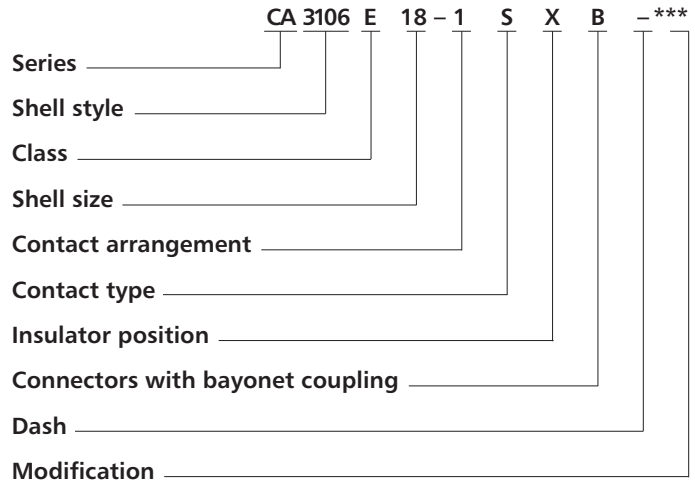 CA 3106 E 18 – 1 S X B – ***
Series
Shell style
Class
Shell size
Contact arrangement
Contact type
Insulator position
Connectors with bayonet coupling
Dash
Modification